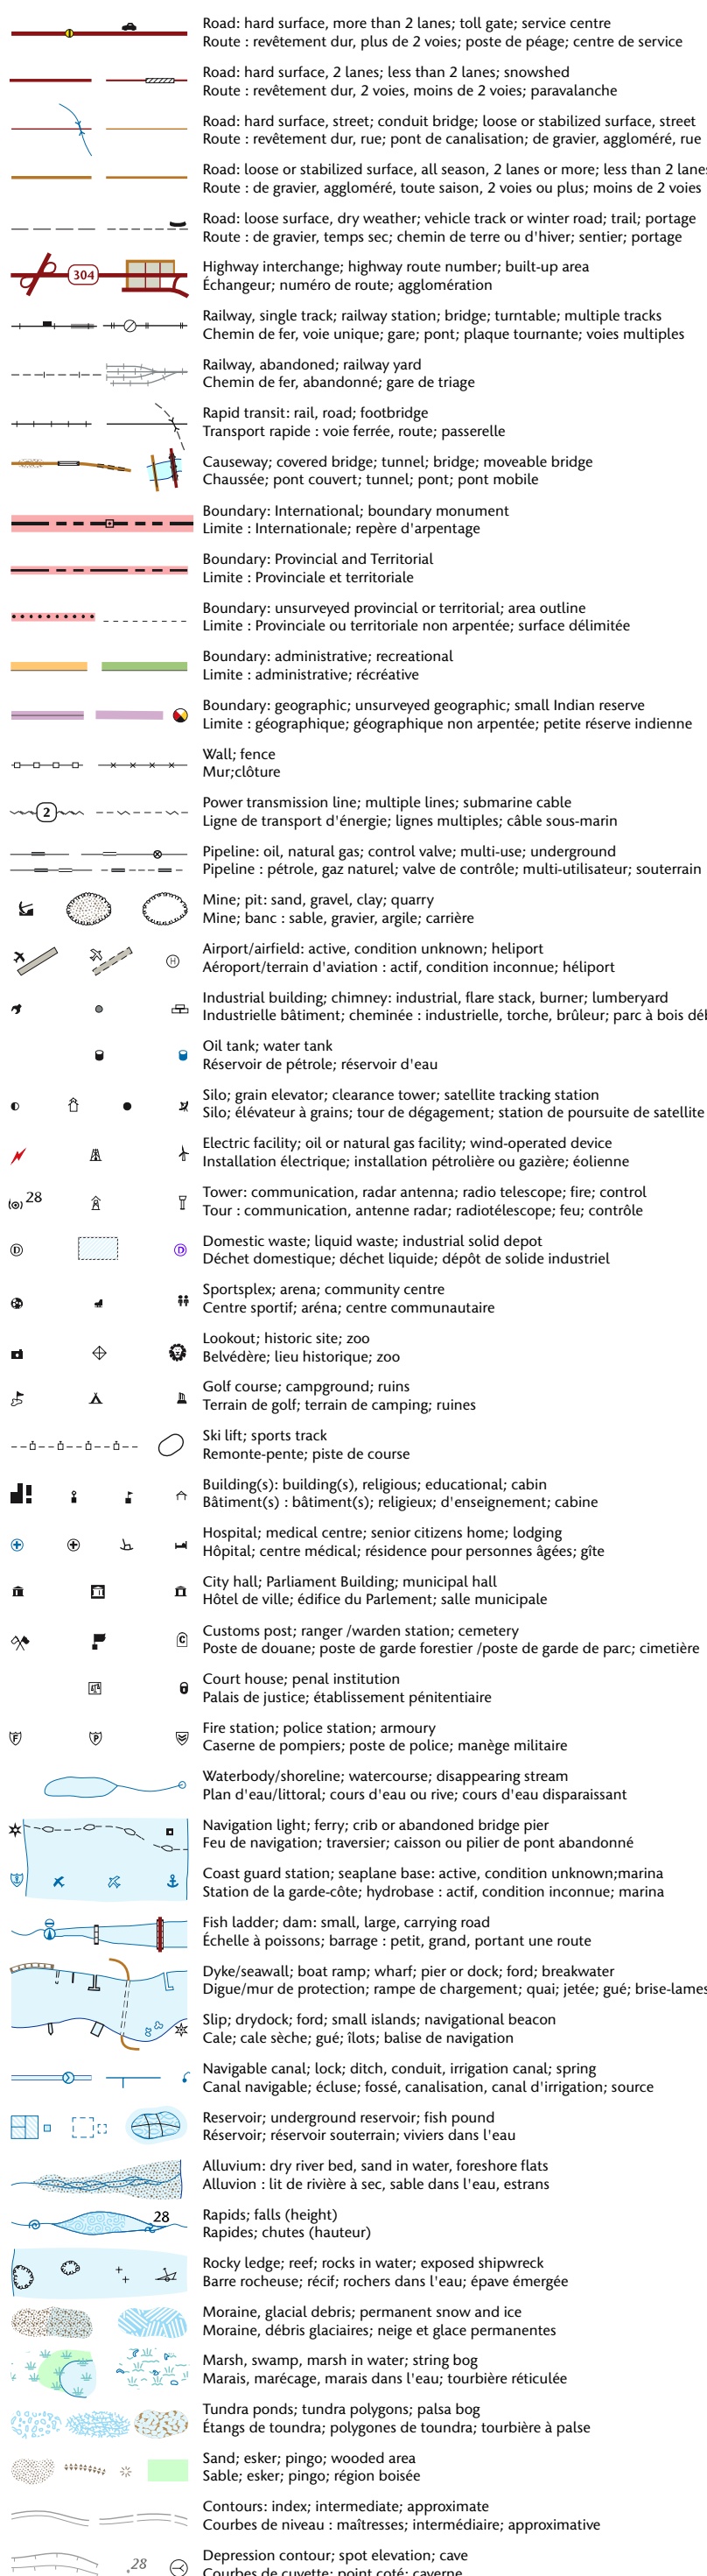 Road: hard surface, more than 2 lanes; toll gate; service centre
Route : revêtement dur, plus de 2 voies; poste de péage; centre de service
Road: hard surface, 2 lanes; less than 2 lanes; snowshed
Route : revêtement dur, 2 voies, moins de 2 voies; paravalanche
Road: hard surface, street; conduit bridge; loose or stabilized surface, street
Route : revêtement dur, rue; pont de canalisation; de gravier, aggloméré, rue
Road: loose or stabilized surface, all season, 2 lanes or more; less than 2 lanes
Route : de gravier, aggloméré, toute saison, 2 voies ou plus; moins de 2 voies
Road: loose surface, dry weather; vehicle track or winter road; trail; portage
Route : de gravier, temps sec; chemin de terre ou d'hiver; sentier; portage
304
Highway interchange; highway route number; built-up area
Échangeur; numéro de route; agglomération
Railway, single track; railway station; bridge; turntable; multiple tracks
Chemin de fer, voie unique; gare; pont; plaque tournante; voies multiples
Railway, abandoned; railway yard
Chemin de fer, abandonné; gare de triage
Rapid transit: rail, road; footbridge
Transport rapide : voie ferrée, route; passerelle
Causeway; covered bridge; tunnel; bridge; moveable bridge
Chaussée; pont couvert; tunnel; pont; pont mobile
Boundary: International; boundary monument
Limite : Internationale; repère d'arpentage
Boundary: Provincial and Territorial
Limite : Provinciale et territoriale
Boundary: unsurveyed provincial or territorial; area outline
Limite : Provinciale ou territoriale non arpentée; surface délimitée
Boundary: administrative; recreational
Limite : administrative; récréative
Boundary: geographic; unsurveyed geographic; small Indian reserve
Limite : géographique; géographique non arpentée; petite réserve indienne
Wall; fence
Mur;clôture
2
Power transmission line; multiple lines; submarine cable
Ligne de transport d'énergie; lignes multiples; câble sous-marin
Pipeline: oil, natural gas; control valve; multi-use; underground
Pipeline : pétrole, gaz naturel; valve de contrôle; multi-utilisateur; souterrain
Mine; pit: sand, gravel, clay; quarry
Mine; banc : sable, gravier, argile; carrière
H
Airport/airfield: active, condition unknown; heliport
Aéroport/terrain d'aviation : actif, condition inconnue; héliport
Industrial building; chimney: industrial, flare stack, burner; lumberyard
Industrielle bâtiment; cheminée : industrielle, torche, brûleur; parc à bois dé
Oil tank; water tank
Réservoir de pétrole; réservoir d'eau
Silo; grain elevator; clearance tower; satellite tracking station
Silo; élévateur à grains; tour de dégagement; station de poursuite de satellite
Electric facility; oil or natural gas facility; wind-operated device
Installation électrique; installation pétrolière ou gazière; éolienne
28
Tower: communication, radar antenna; radio telescope; fire; control
Tour : communication, antenne radar; radiotélescope; feu; contrôle
D D
Domestic waste; liquid waste; industrial solid depot
Déchet domestique; déchet liquide; dépôt de solide industriel
Sportsplex; arena; community centre
Centre sportif; aréna; centre communautaire
Lookout; historic site; zoo
Belvédère; lieu historique; zoo
Golf course; campground; ruins
Terrain de golf; terrain de camping; ruines
Ski lift; sports track
Remonte-pente; piste de course
Building(s): building(s), religious; educational; cabin
Bâtiment(s) : bâtiment(s); religieux; d'enseignement; cabine
Hospital; medical centre; senior citizens home; lodging
Hôpital; centre médical; résidence pour personnes âgées; gîte
City hall; Parliament Building; municipal hall
Hôtel de ville; édifice du Parlement; salle municipale
C
Customs post; ranger /warden station; cemetery
Poste de douane; poste de garde forestier /poste de garde de parc; cimetière
Court house; penal institution
Palais de justice; établissement pénitentiaire
F P
Fire station; police station; armoury
Caserne de pompiers; poste de police; manège militaire
Waterbody/shoreline; watercourse; disappearing stream
Plan d'eau/littoral; cours d'eau ou rive; cours d'eau disparaissant
Navigation light; ferry; crib or abandoned bridge pier
Feu de navigation; traversier; caisson ou pilier de pont abandonné
Coast guard station; seaplane base: active, condition unknown;marina
Station de la garde-côte; hydrobase : actif, condition inconnue; marina
Fish ladder; dam: small, large, carrying road
Échelle à poissons; barrage : petit, grand, portant une route
Dyke/seawall; boat ramp; wharf; pier or dock; ford; breakwater
Digue/mur de protection; rampe de chargement; quai; jetée; gué; brise-lames
Slip; drydock; ford; small islands; navigational beacon
Cale; cale sèche; gué; îlots; balise de navigation
Navigable canal; lock; ditch, conduit, irrigation canal; spring
Canal navigable; écluse; fossé, canalisation, canal d'irrigation; source
Reservoir; underground reservoir; fish pound
Réservoir; réservoir souterrain; viviers dans l'eau
Alluvium: dry river bed, sand in water, foreshore flats
Alluvion : lit de rivière à sec, sable dans l'eau, estrans
28
Rapids; falls (height)
Rapides; chutes (hauteur)
Rocky ledge; reef; rocks in water; exposed shipwreck
Barre rocheuse; récif; rochers dans l'eau; épave émergée
Moraine, glacial debris; permanent snow and ice
Moraine, débris glaciaires; neige et glace permanentes
Marsh, swamp, marsh in water; string bog
Marais, marécage, marais dans l'eau; tourbière réticulée
Tundra ponds; tundra polygons; palsa bog
Étangs de toundra; polygones de toundra; tourbière à palse
Sand; esker; pingo; wooded area
Sable; esker; pingo; région boisée
Contours: index; intermediate; approximate
Courbes de niveau : maîtresses; intermédiaire; approximative
.28
Depression contour; spot elevation; cave
Courbes de cuvette; point coté; caverne